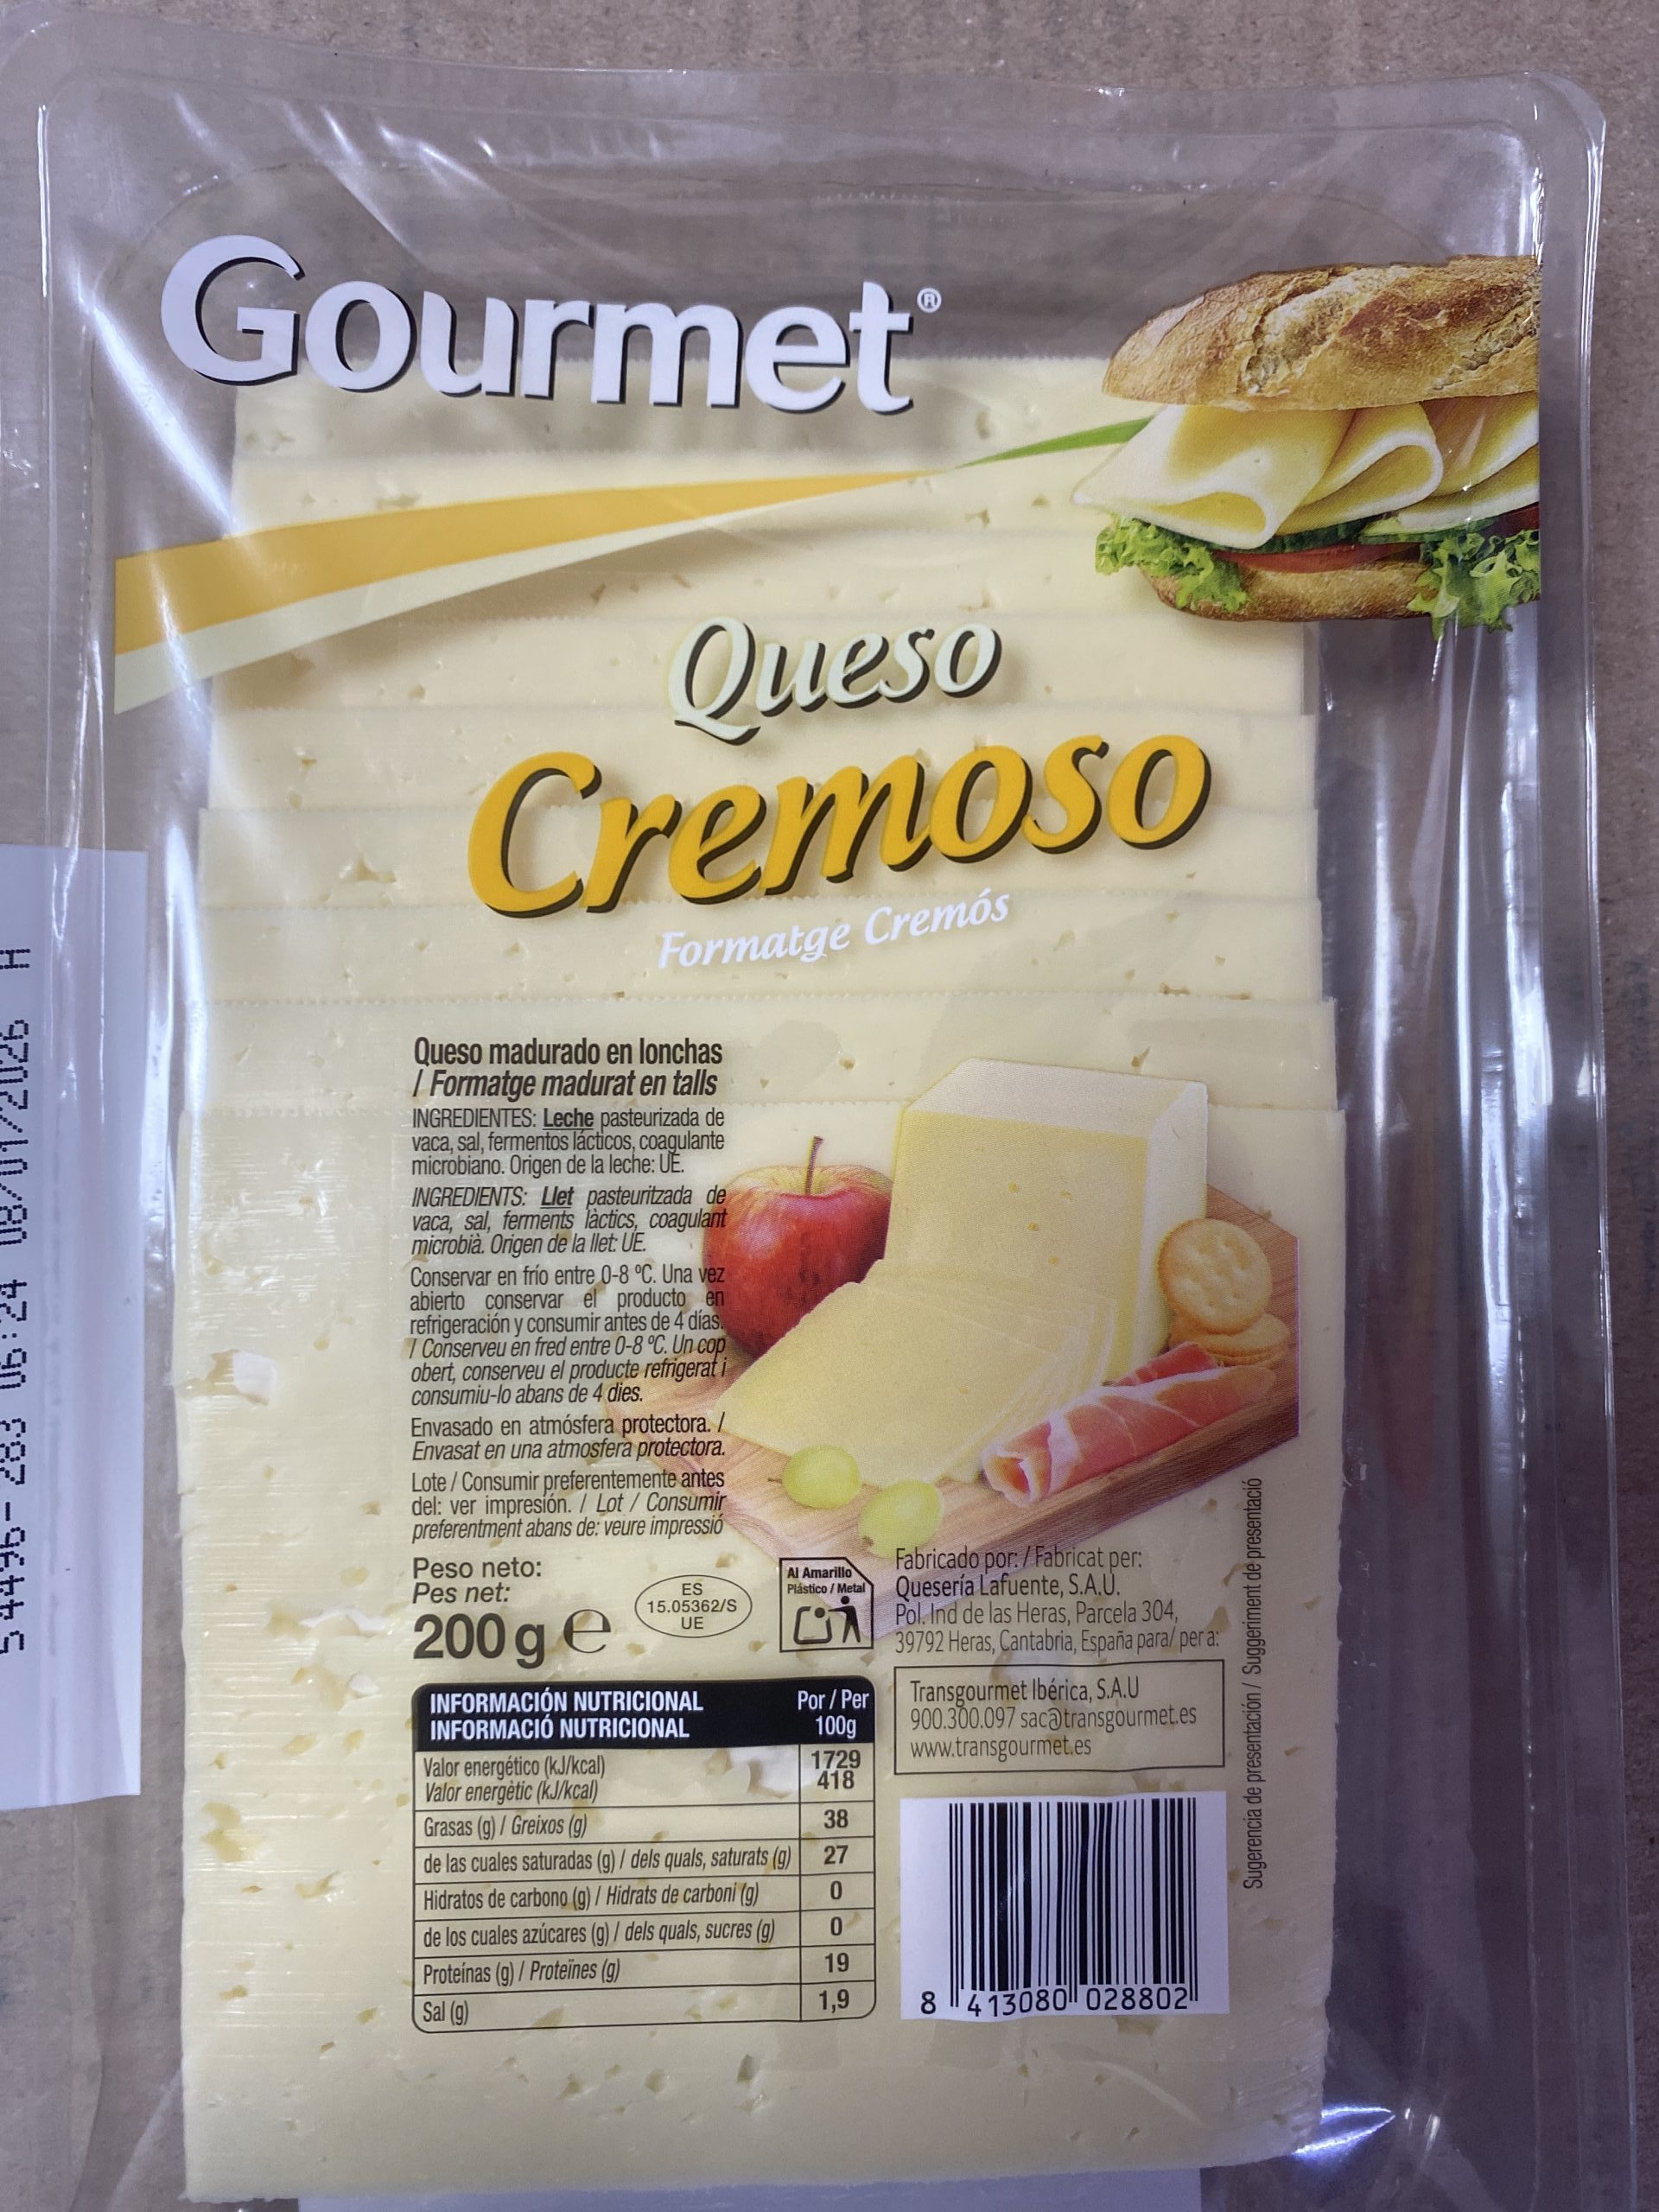 Gourmet®
Queso
Cremoso
Formatge Cremós
Queso madurado en lonchas
/ Formatge madurat en talls
INGREDIENTES: Leche pasteurizada de
vaca, sal, fermentos lácticos, coagulante
microbiano. Origen de la leche: UE.
INGREDIENTS: Llet pasteuritzada de
vaca, sal, ferments làctics, coagulant
microbià. Origen de la llet: UE.
Conservar en frío entre 0-8 ºC. Una vez
abierto conservar el producto en
refrigeración y consumir antes de 4 días.
/ Conserveu en fred entre 0-8 ºC. Un cop
obert, conserveu el producte refrigerat i
consumiu-lo abans de 4 dies.
Envasado en atmósfera protectora. /
Envasat en una atmosfera protectora.
Lote / Consumir preferentemente antes
del: ver impresión. / Lot / Consumir
preferentment abans de: veure impressió
Peso neto:
Pes net:
200 g e
ES
15.05362/S
UE
Al Amarillo
Plástico / Metal
Fabricado por: / Fabricat per:
Quesería Lafuente, S.A.U.
Pol. Ind de las Heras, Parcela 304,
39792 Heras, Cantabria, España para/ per a:
Transgourmet Ibérica, S.A.U
900.300.097 sac@transgourmet.es
www.transgourmet.es
INFORMACIÓN NUTRICIONAL
INFORMACIÓ NUTRICIONAL
Por / Per
100g
Valor energético (kJ/kcal)
Valor energètic (kJ/kcal)
1729
418
Grasas (g) / Greixos (g) 38
de las cuales saturadas (g) / dels quals, saturats (g) 27
Hidratos de carbono (g) / Hidrats de carboni (g) 0
de los cuales azúcares (g) / dels quals, sucres (g) 0
Proteínas (g) / Proteïnes (g) 19
Sal (g) 1,9
8 413080 028802
Sugerencia de presentación / Suggeriment de presentació
06:24 08/01/2026 H